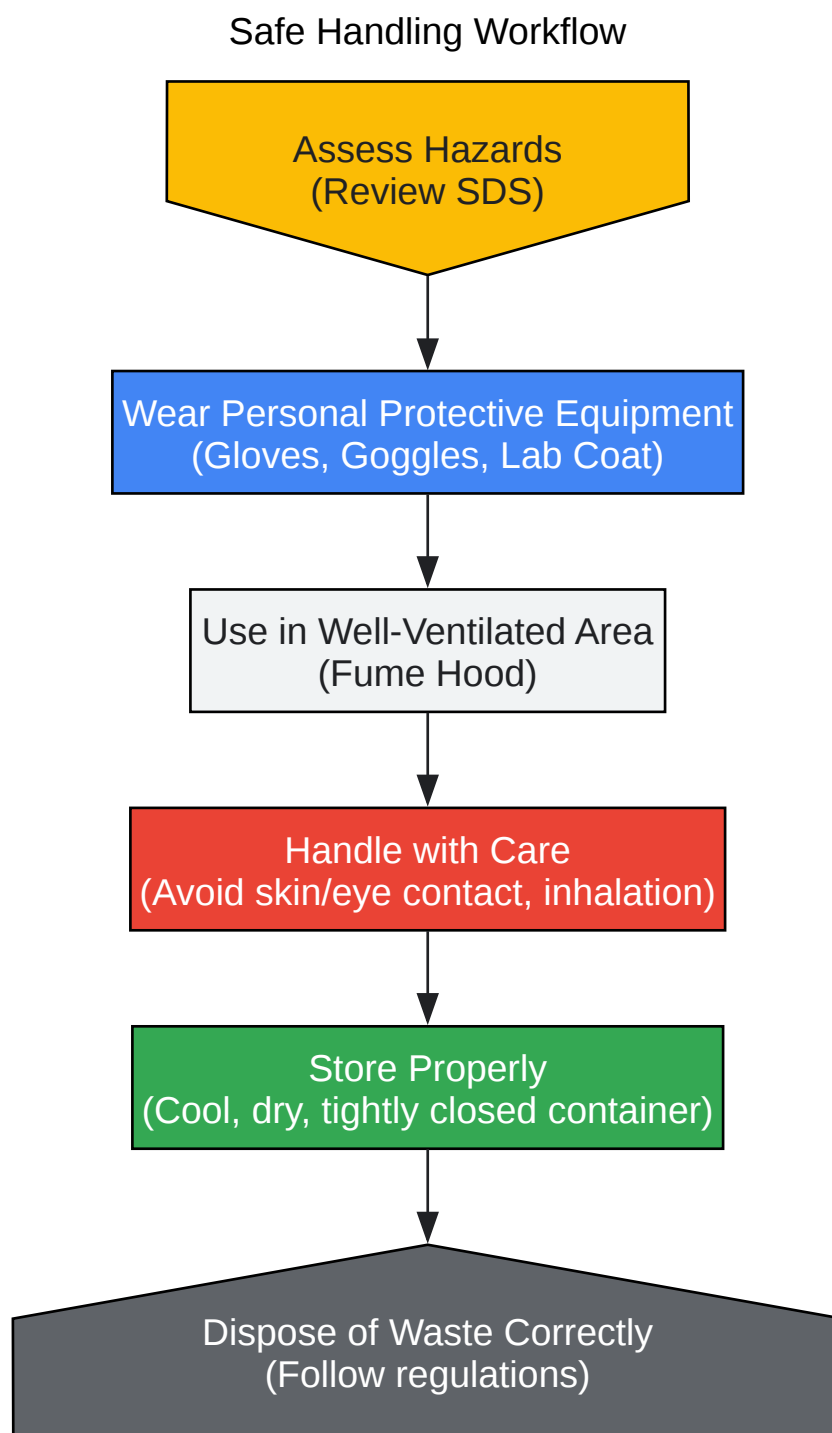 Safe Handling Workflow
Assess Hazards
(Review SDS)
Wear Personal Protective Equipment
(Gloves, Goggles, Lab Coat)
Use in Well-Ventilated Area
(Fume Hood)
Handle with Care
(Avoid skin/eye contact, inhalation)
Store Properly
(Cool, dry, tightly closed container)
Dispose of Waste Correctly
(Follow regulations)